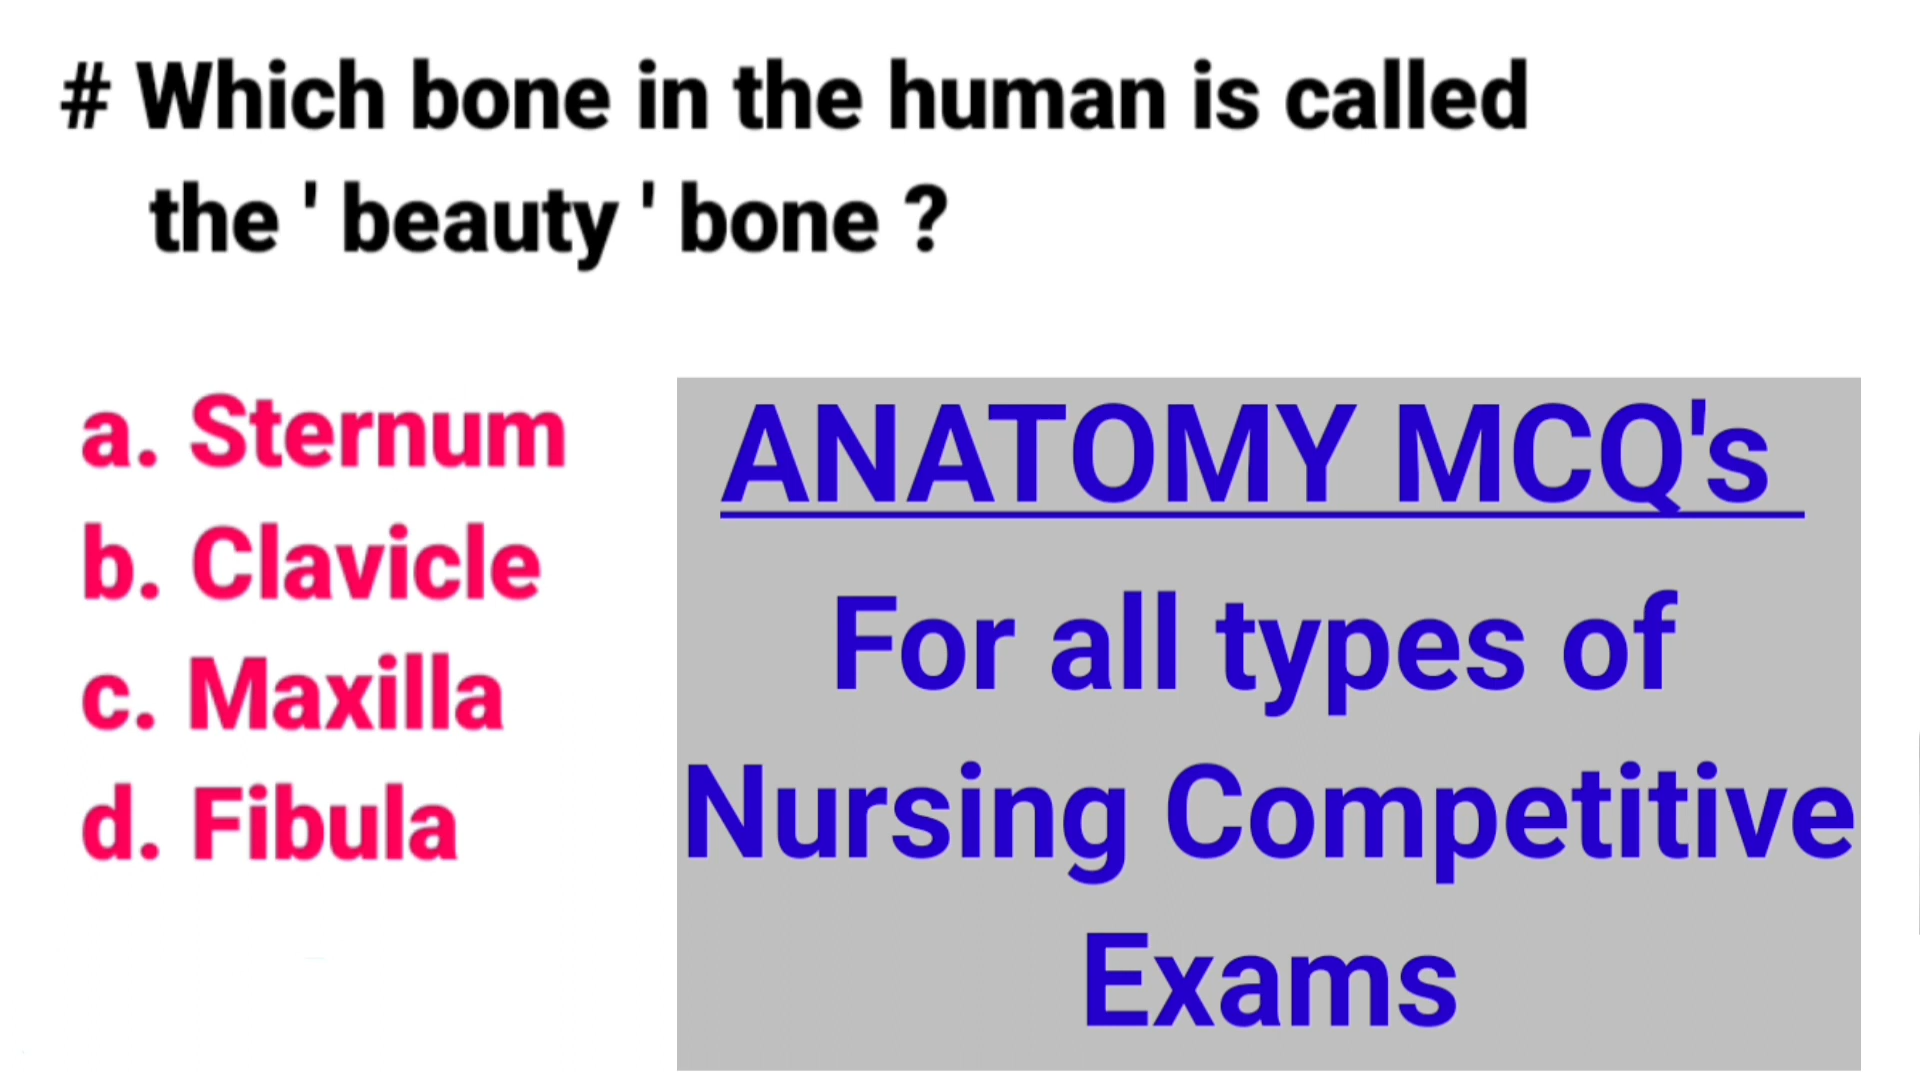 # Which bone in the human is called
the ' beauty ' bone ?
a. Sternum
b. Clavicle
c. Maxilla
d. Fibula
ANATOMY MCQ's
For all types of
Nursing Competitive
Exams